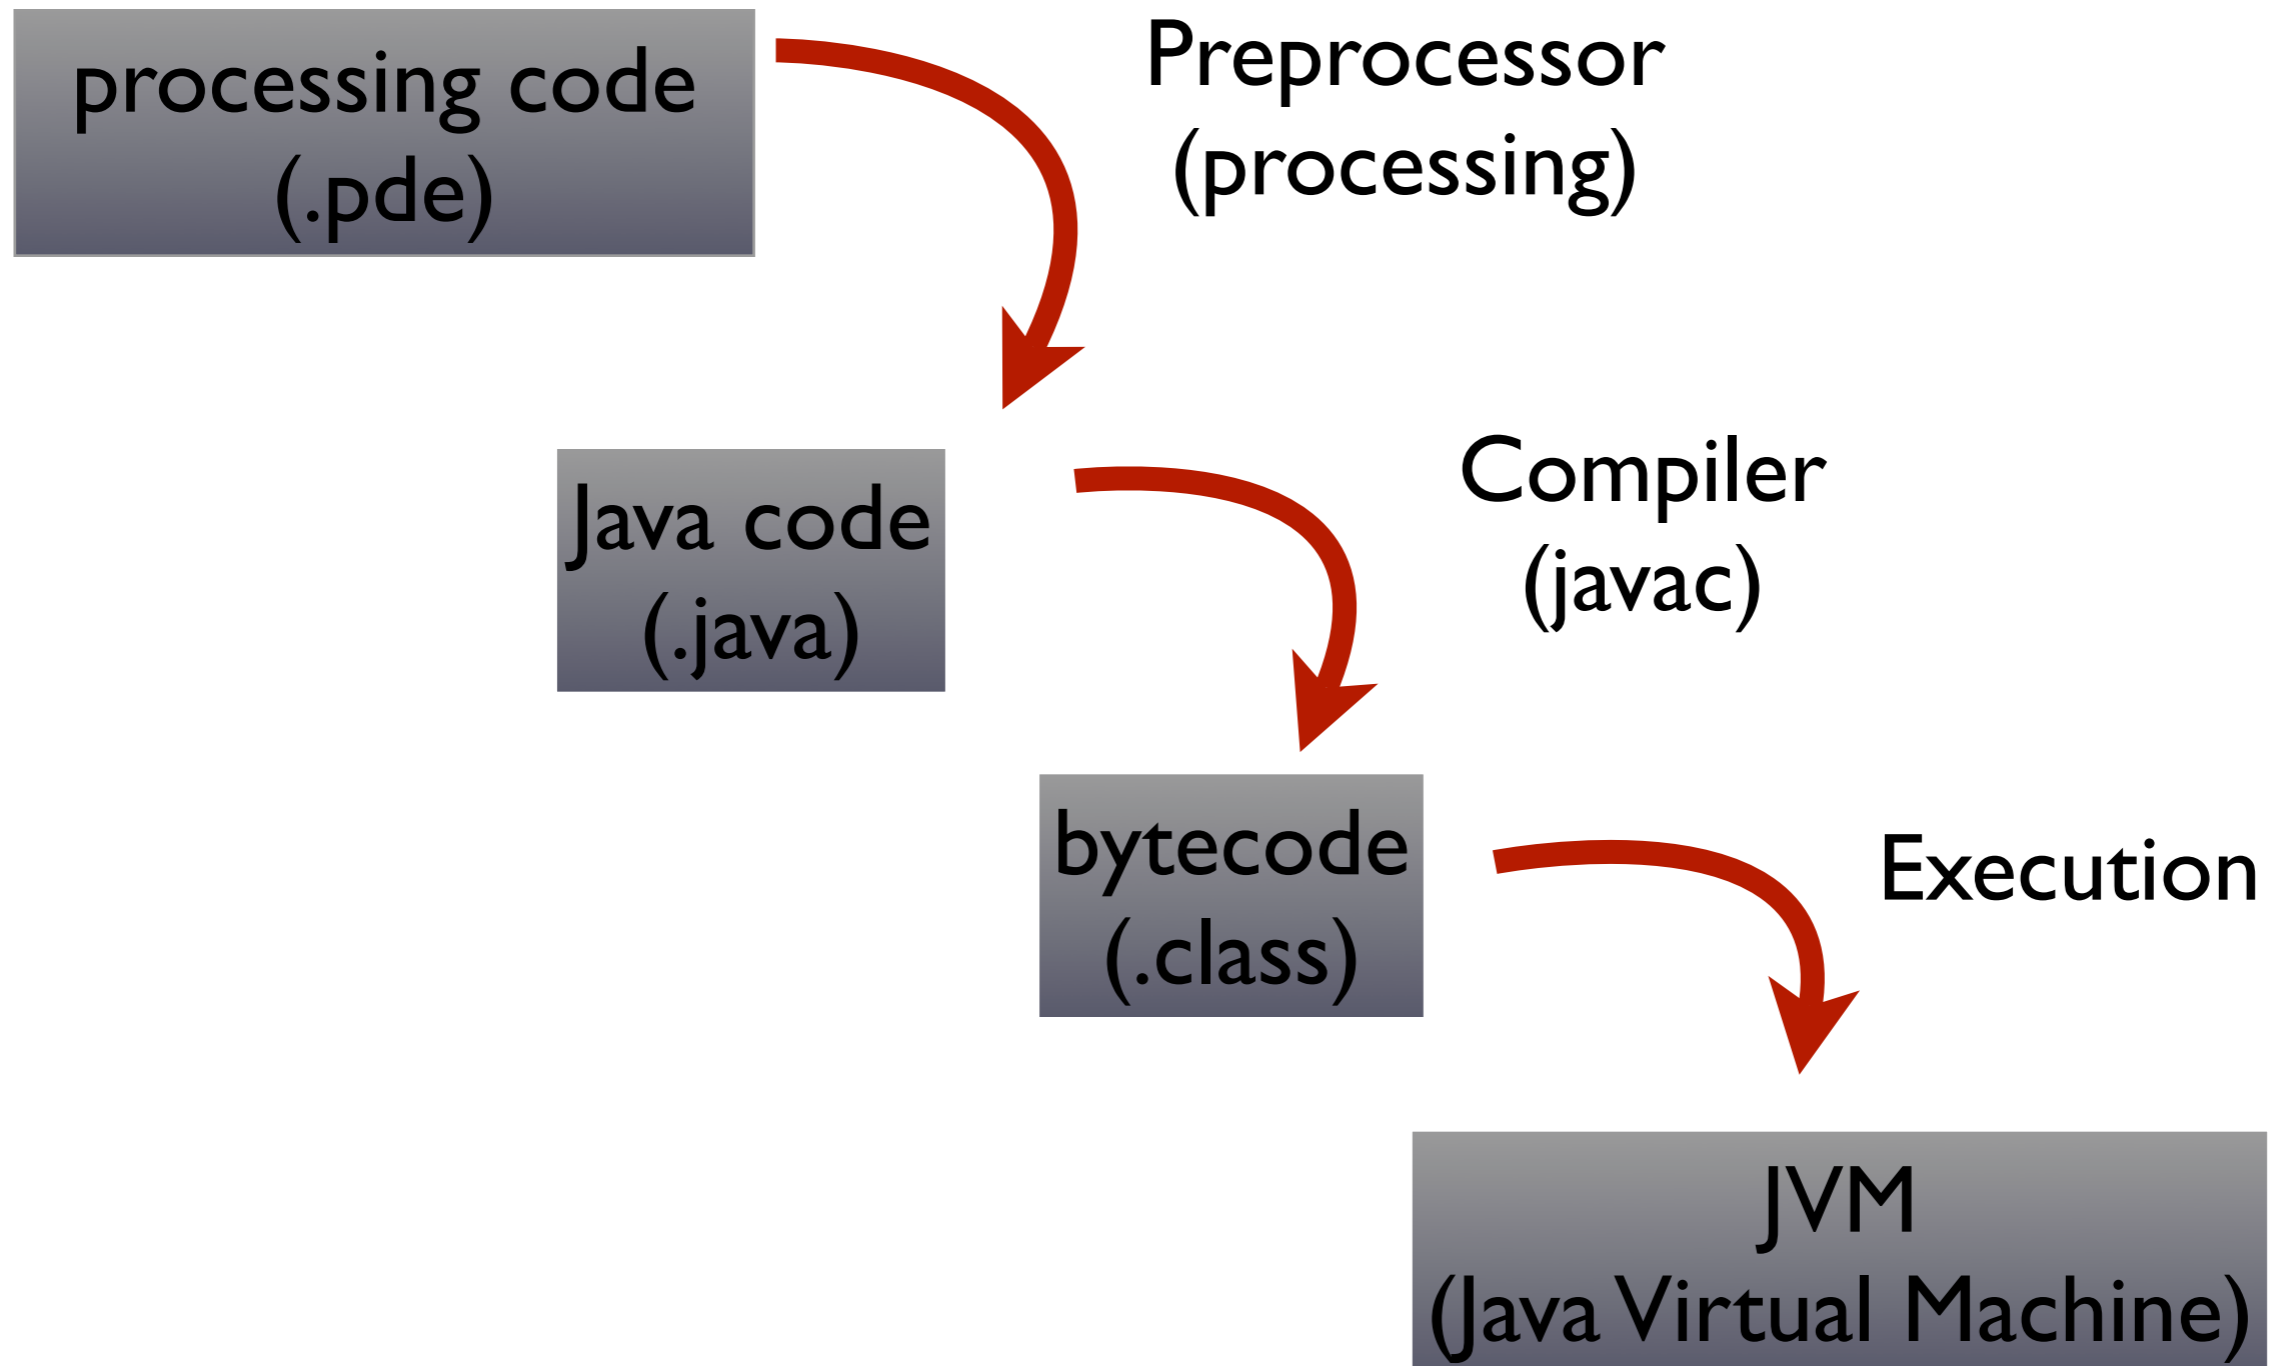 processing code
(.pde)
Preprocessor
(processing)
Java code
(.java)
Compiler
(javac)
bytecode
(.class)
Execution
JVM
(Java Virtual Machine)